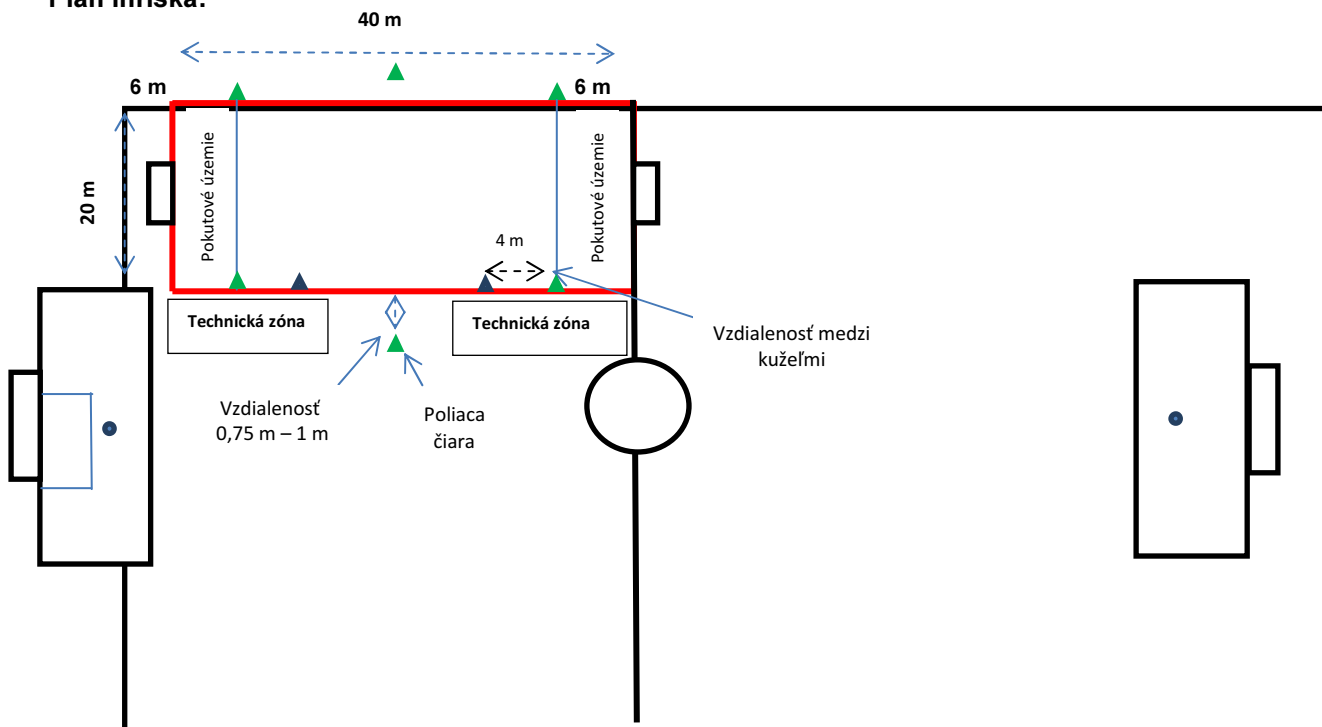 Plán ihriska:
40 m
6 m
6 m
Pokutové územie
Pokutové územie
20 m
4 m
Technická zóna
Technická zóna
Vzdialenosť medzi
kužeľmi
Vzdialenosť
0,75 m – 1 m
Poliaca
čiara